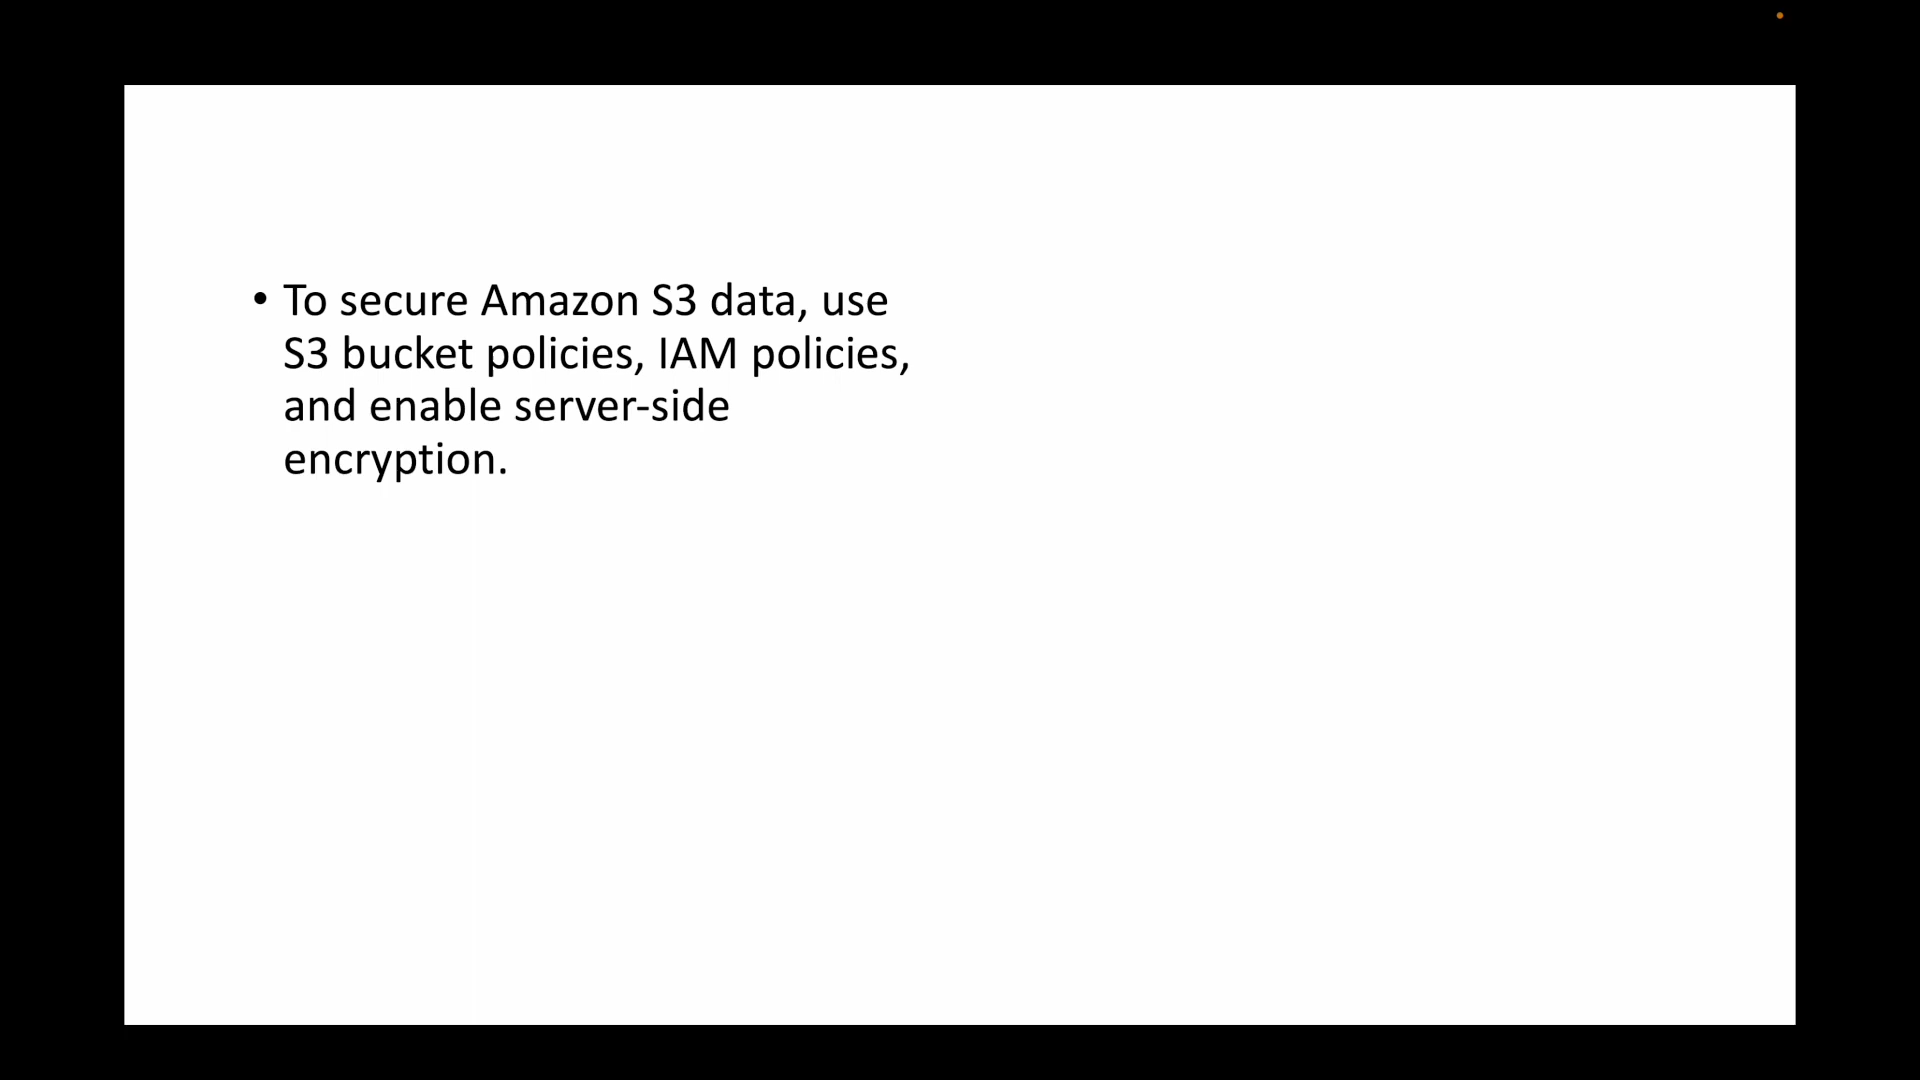 • To secure Amazon S3 data, use
S3 bucket policies, IAM policies,
and enable server-side
encryption.